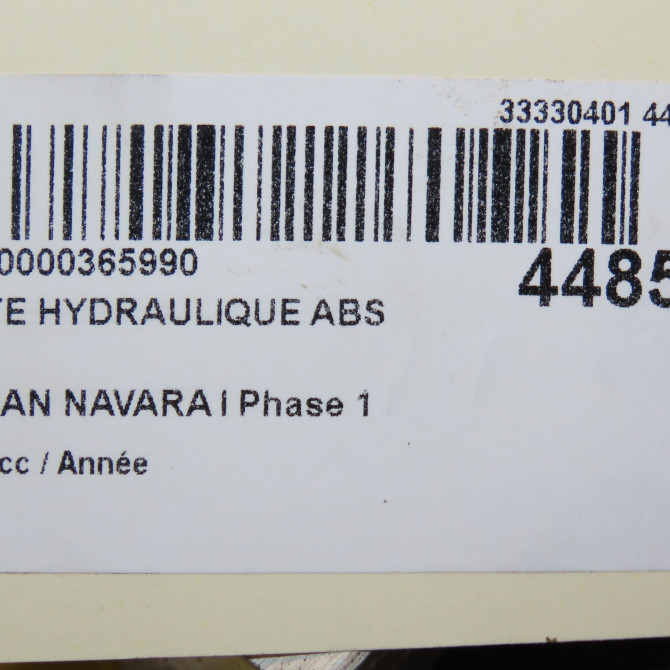 33330401 44
0000365990
4485
TE HYDRAULIQUE ABS
AN NAVARA I Phase 1
cc / Année